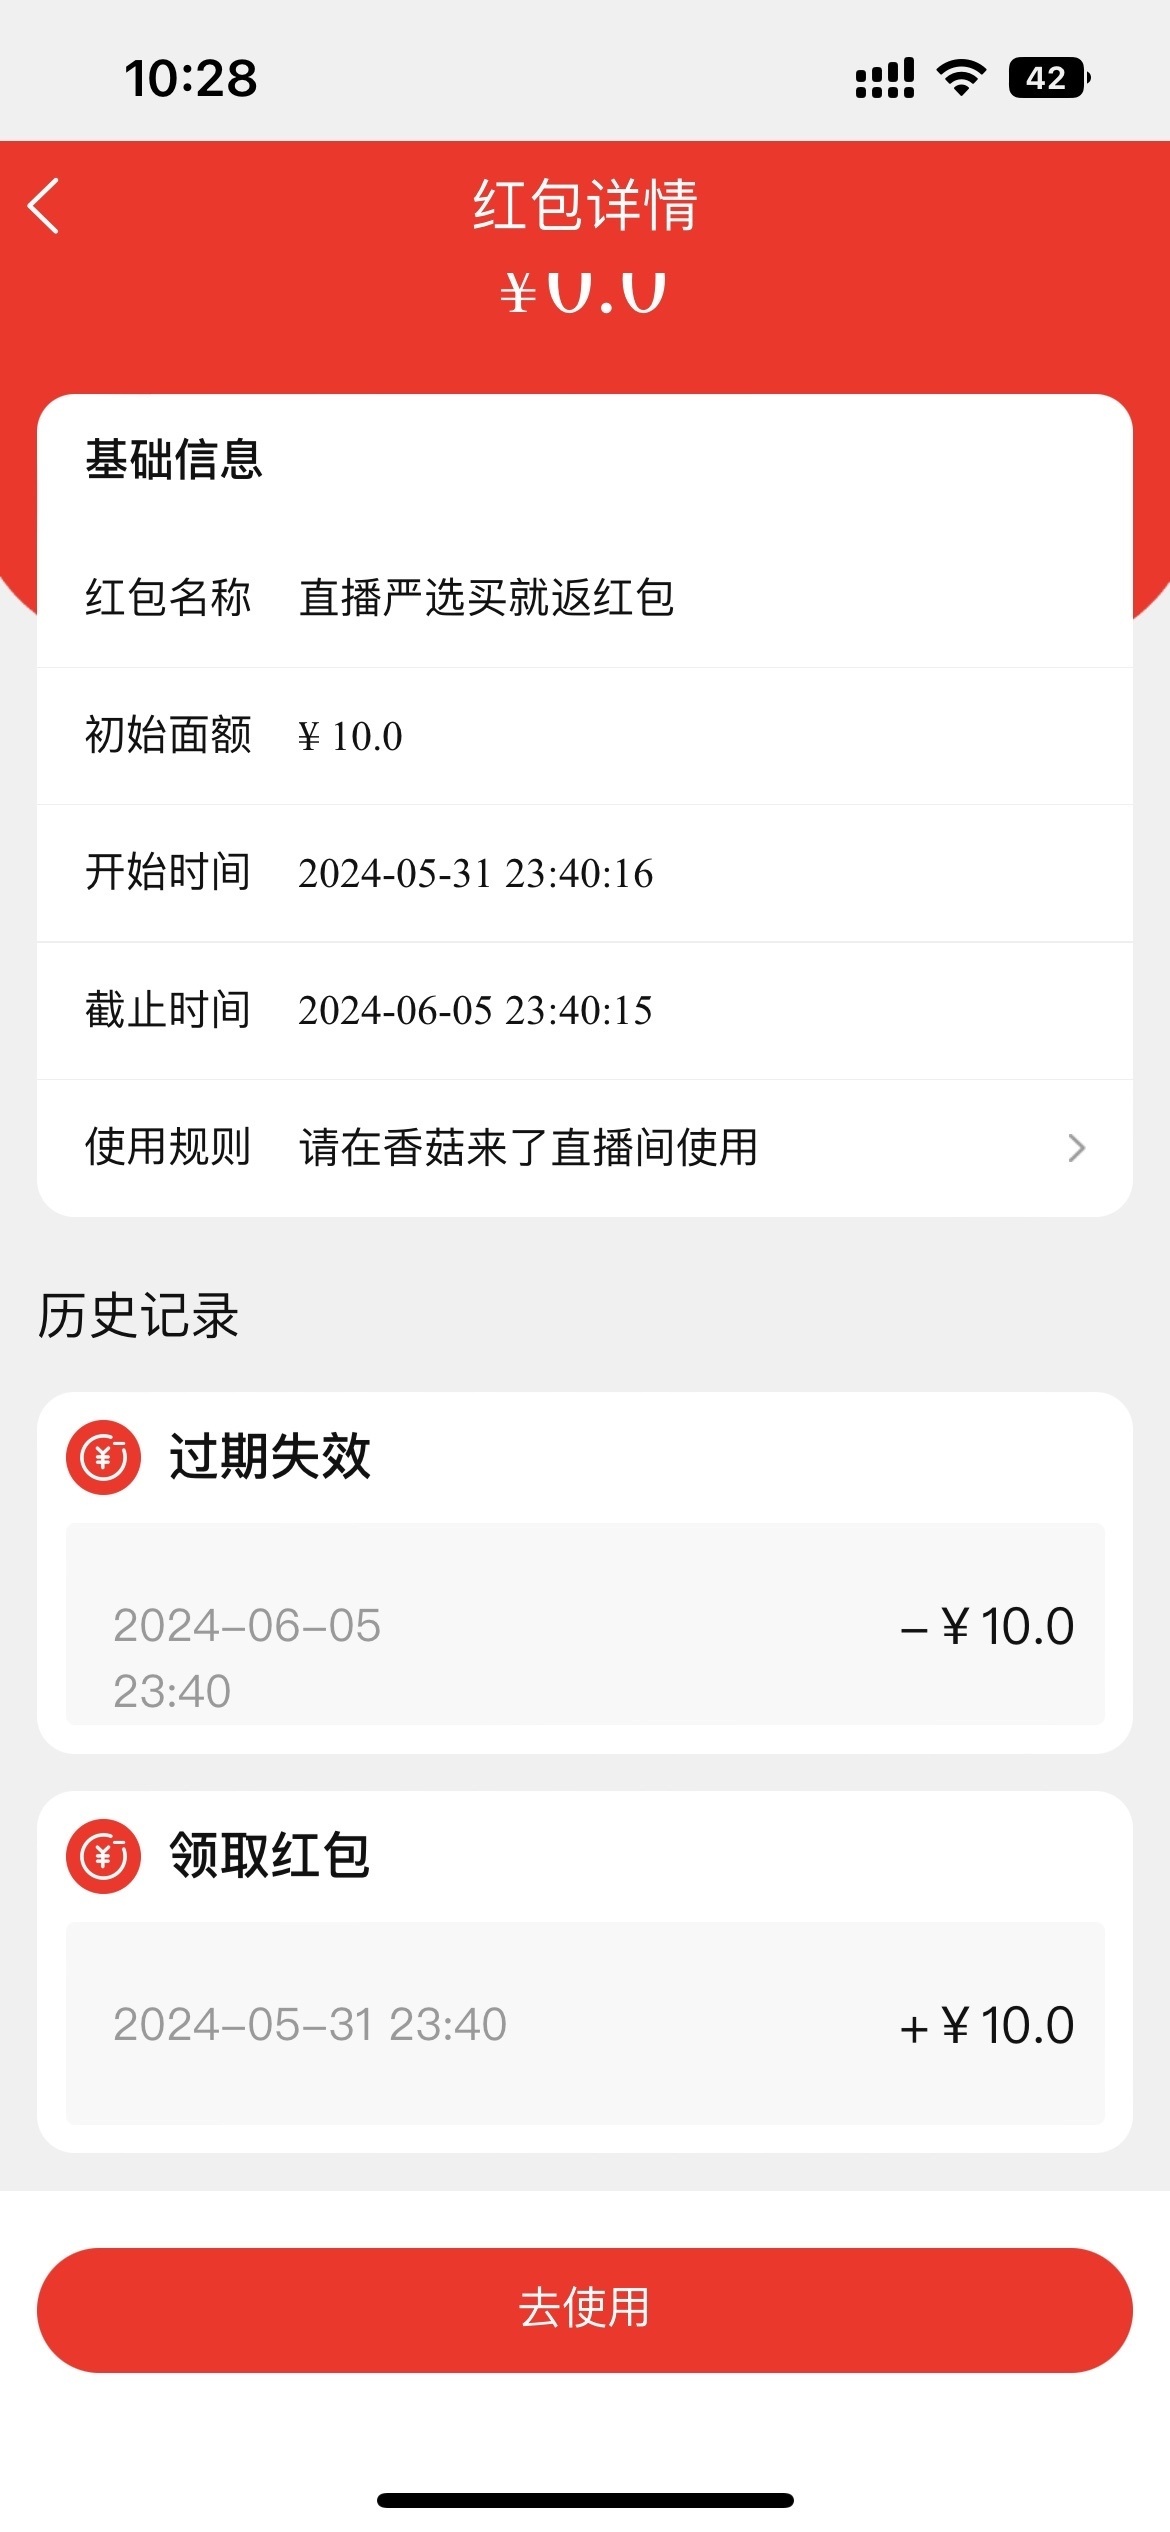 10:28
42
红包详情
¥0.0
基础信息
红包名称 直播严选买就返红包
初始面额 ¥ 10.0
开始时间 2024-05-31 23:40:16
截止时间 2024-06-05 23:40:15
使用规则 请在香菇来了直播间使用
历史记录
过期失效
2024-06-05
23:40
- ¥ 10.0
领取红包
2024-05-31 23:40
+ ¥ 10.0
去使用